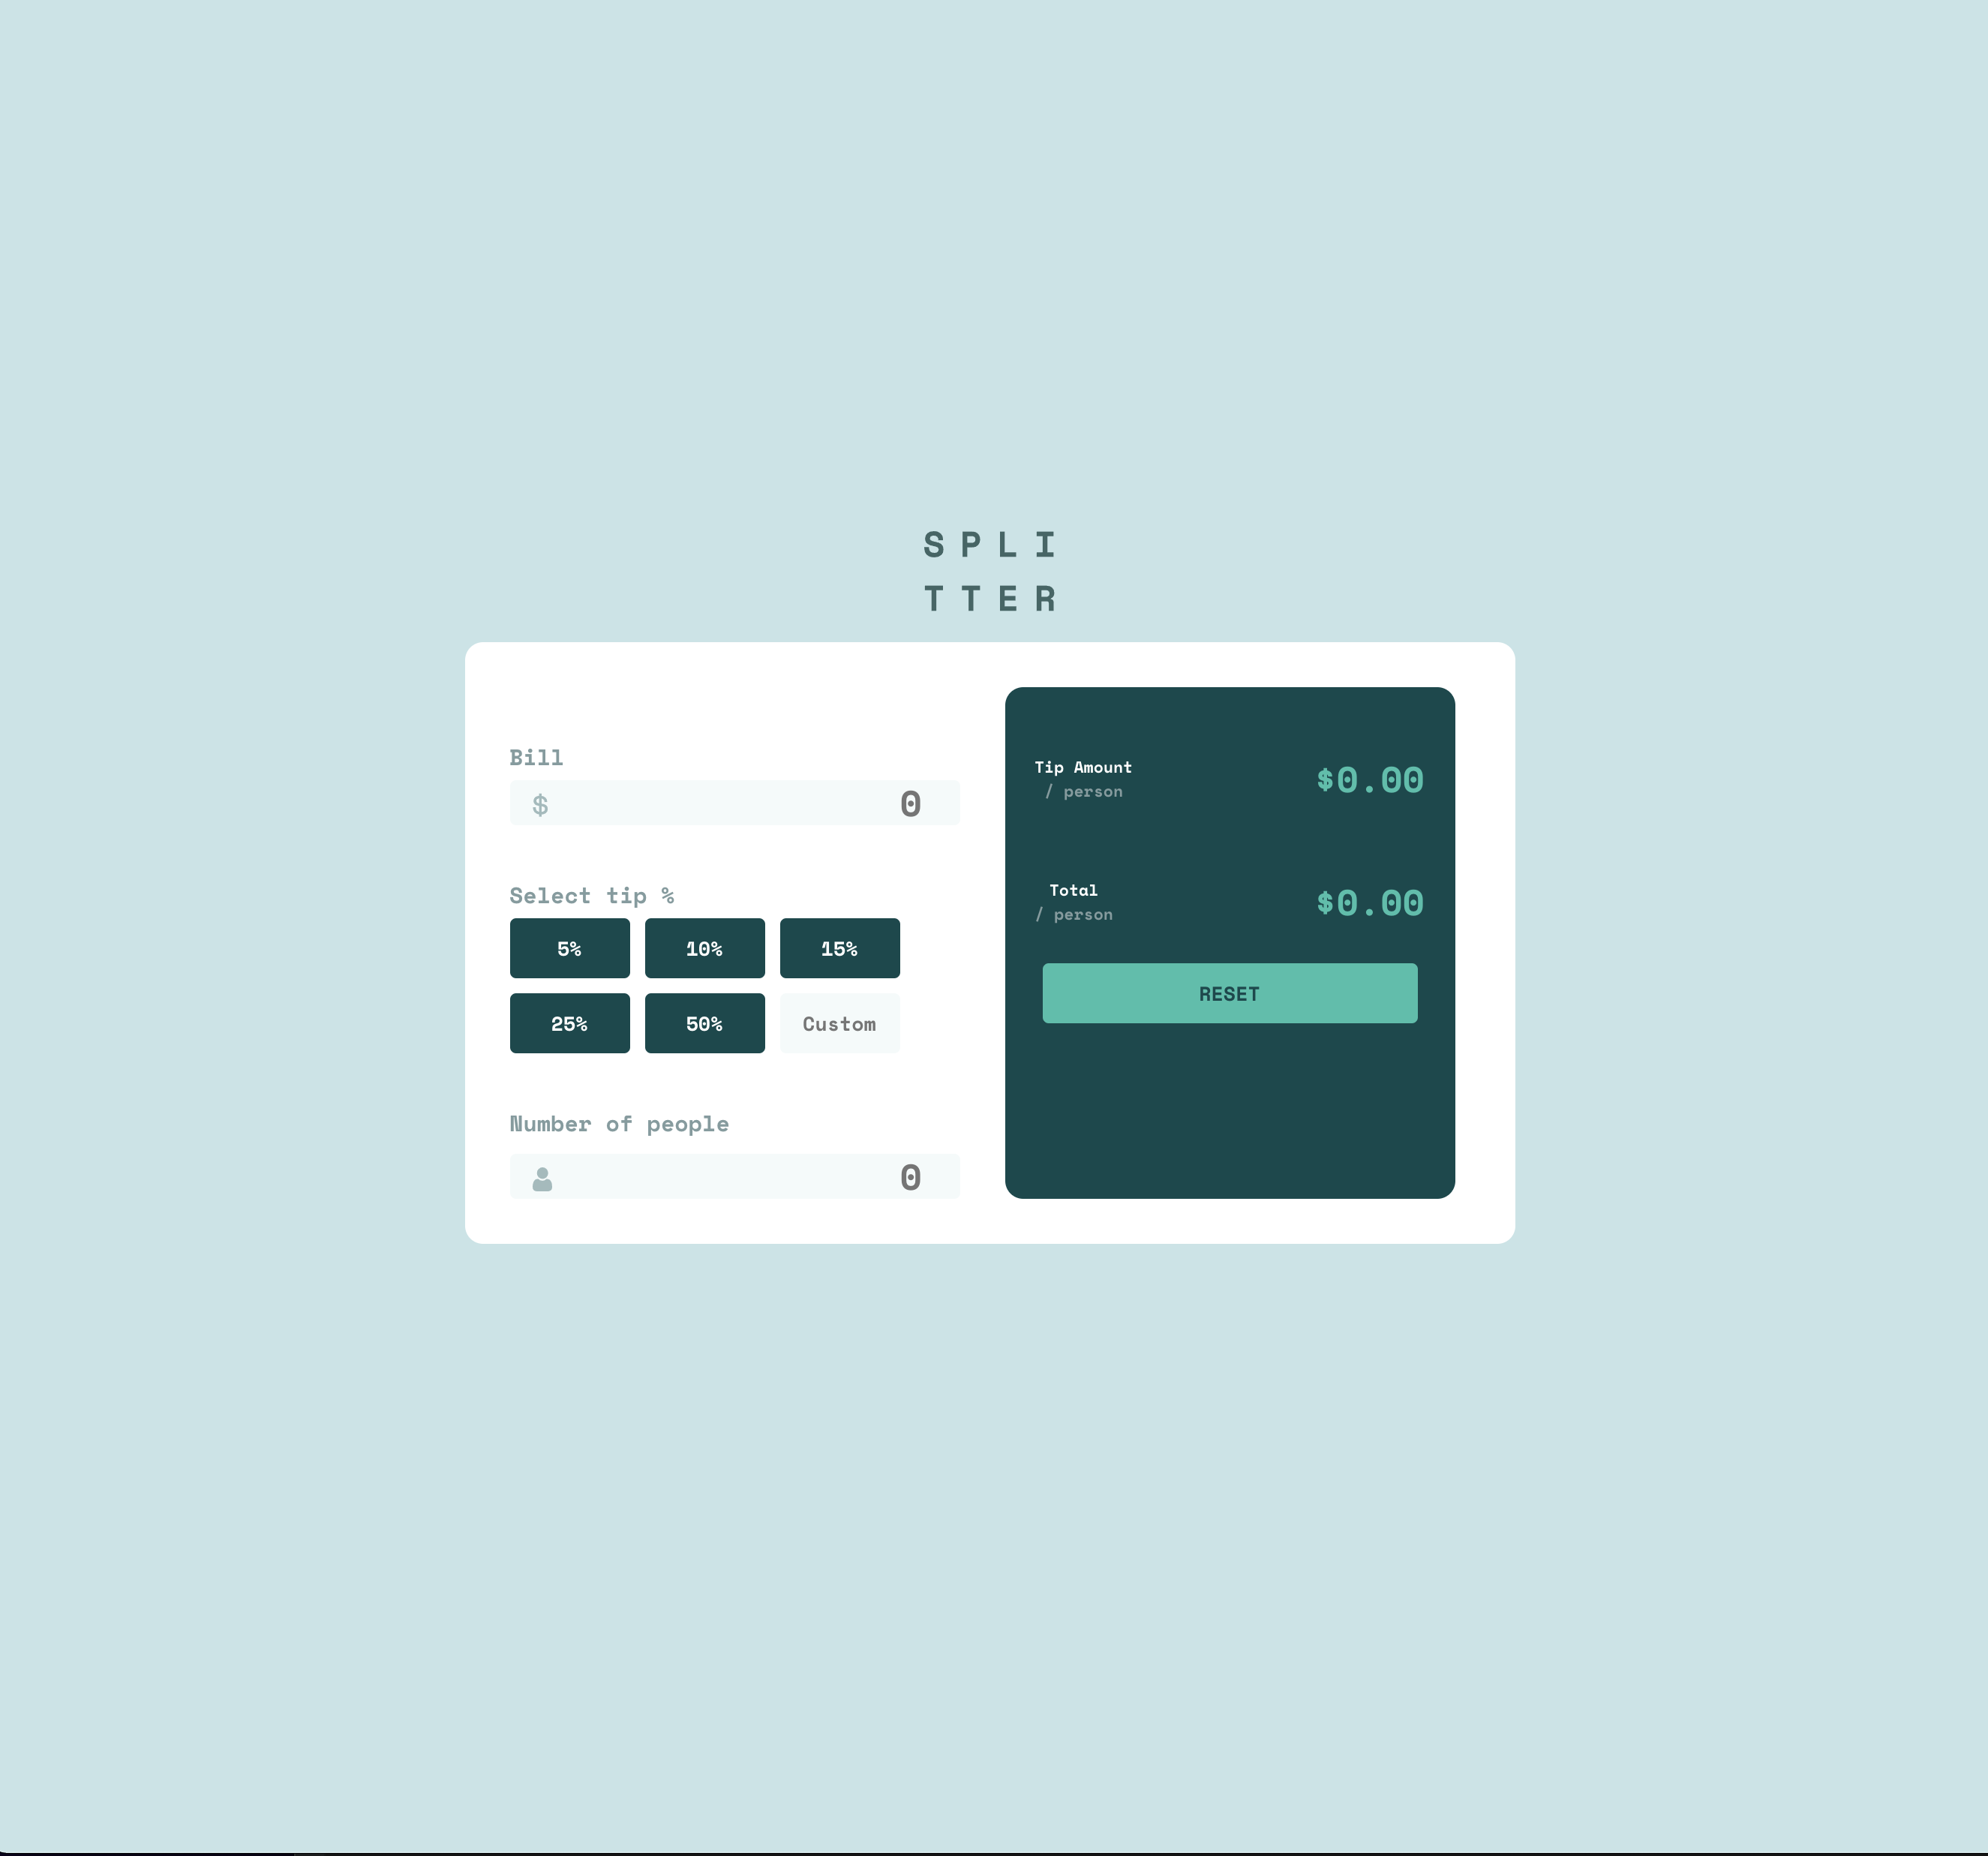 S P L I
T T E R
Bill
$ 0
Select tip %
5% 10% 15%
25% 50% Custom
Number of people
0
Tip Amount
/ person
$0.00
Total
/ person
$0.00
RESET